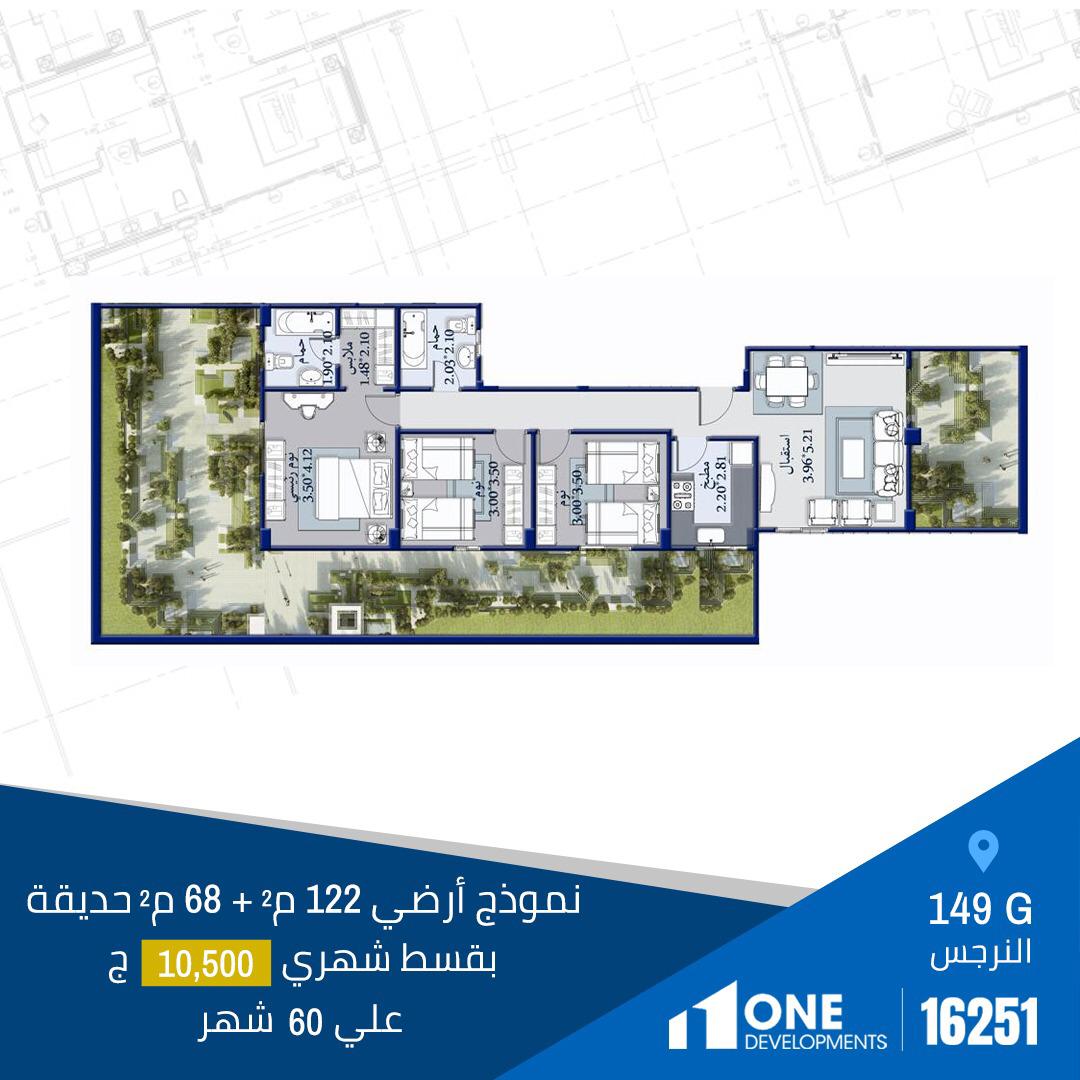 حمام
1.90*2.10
ملابس
1.48*2.10
حمام
2.05*2.10
نوم رئيسي
3.50*4.12
نوم
3.00*3.50
نوم
3.00*3.50
مطبخ
2.20*2.81
استقبال
3.96*5.21
نموذج أرضي 122 م² + 68 م² حديقة
بقسط شهري 10,500 ج
علي 60 شهر
149 G
النرجس
ONE
DEVELOPMENTS
16251